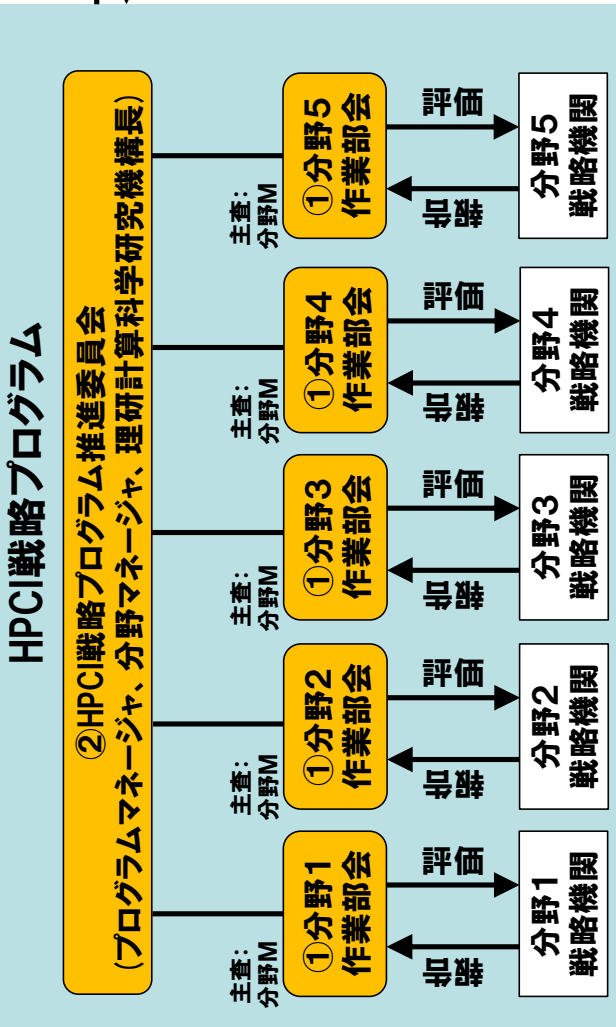 HPCI戦略プログラム
②HPCI戦略プログラム推進委員会
(プログラムマネージャ、分野マネージャ、理研計算科学研究機構長)
主査：
分野M
①分野1
作業部会
報告
評価
分野1
戦略機関
主査：
分野M
①分野2
作業部会
報告
評価
分野2
戦略機関
主査：
分野M
①分野3
作業部会
報告
評価
分野3
戦略機関
主査：
分野M
①分野4
作業部会
報告
評価
分野4
戦略機関
主査：
分野M
①分野5
作業部会
報告
評価
分野5
戦略機関